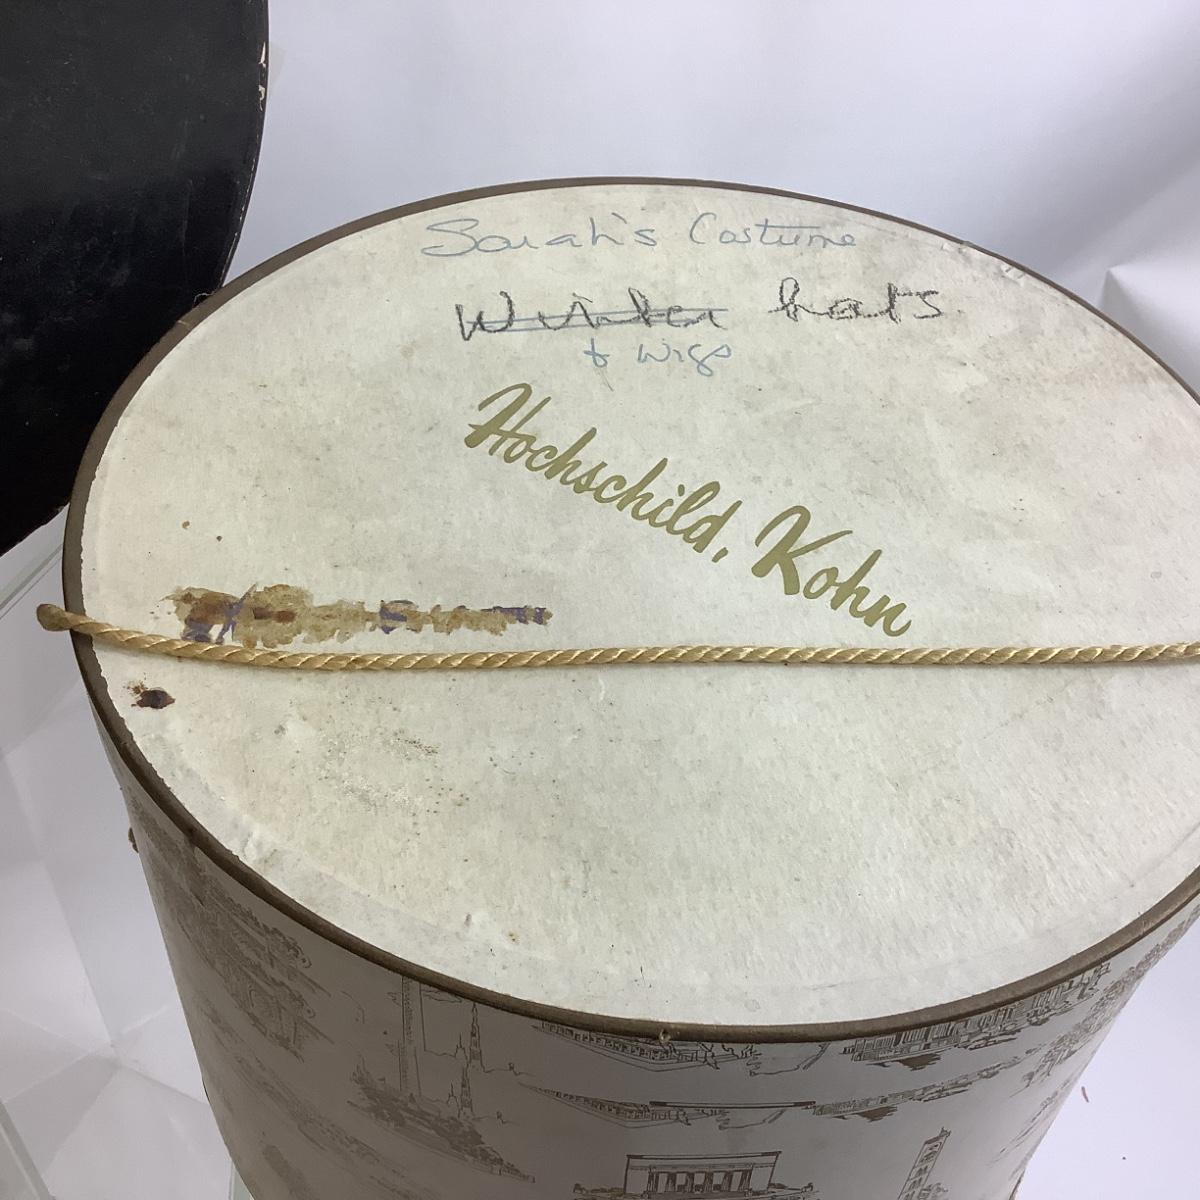 Sarah's Costume
Winter hats
& Wigs
Hochschild, Kohn